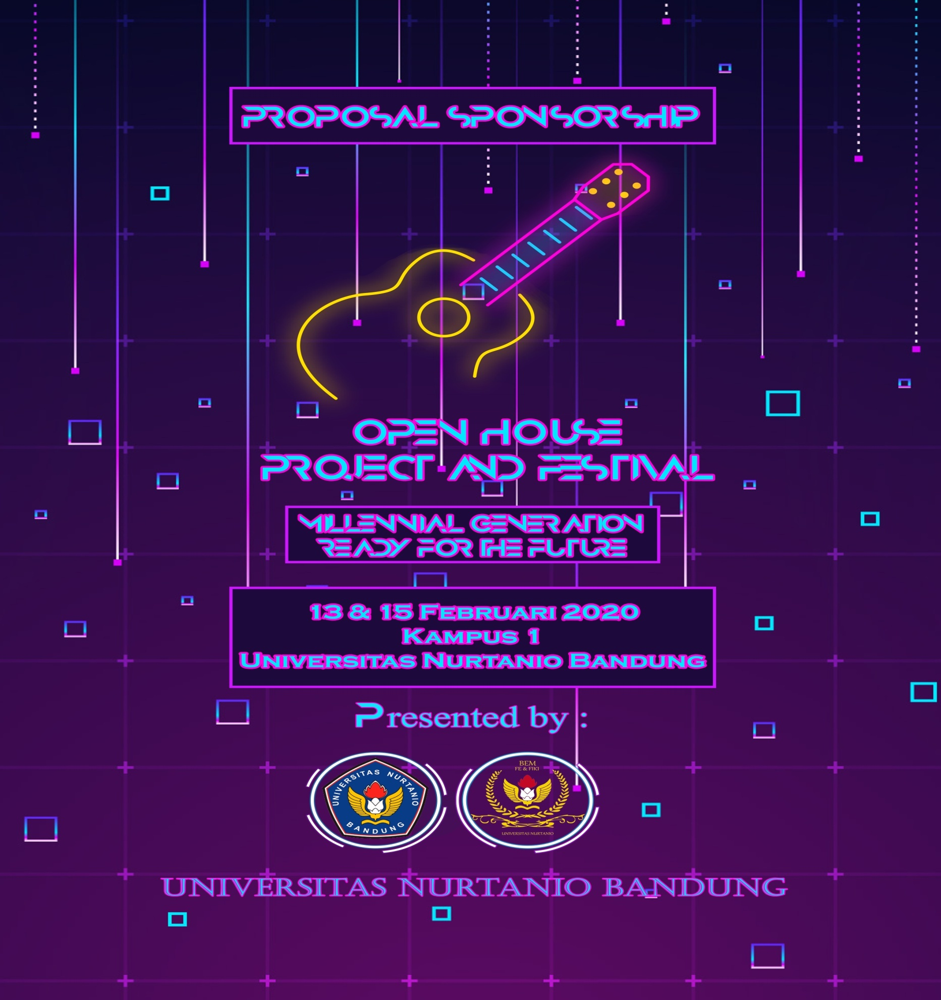 PROPOSAL SPONSORSHIP
OPEN HOUSE
PROJECT AND FESTIVAL
MILLENNIAL GENERATION
READY FOR THE FUTURE
13 & 15 FEBRUARI 2020
KAMPUS 1
UNIVERSITAS NURTANIO BANDUNG
Presented by :
UNIVERSITAS NURTANIO
BANDUNG
BEM
FE & FIKI
UNIVERSITAS NURTANIO
UNIVERSITAS NURTANIO BANDUNG